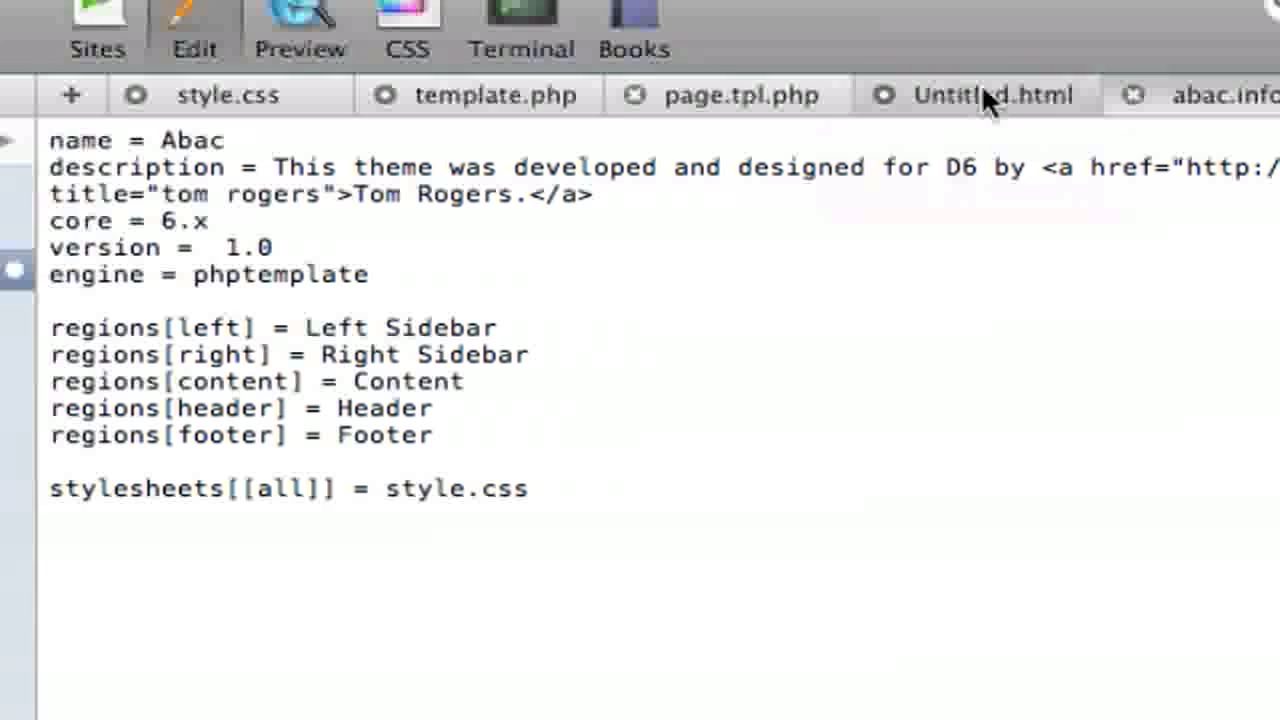 Sites Edit Preview CSS Terminal Books
+ style.css template.php page.tpl.php Untitled.html abac.info
name = Abac
description = This theme was developed and designed for D6 by <a href="http:/
title="tom rogers">Tom Rogers.</a>
core = 6.x
version =  1.0
engine = phptemplate
regions[left] = Left Sidebar
regions[right] = Right Sidebar
regions[content] = Content
regions[header] = Header
regions[footer] = Footer
stylesheets[[all]] = style.css